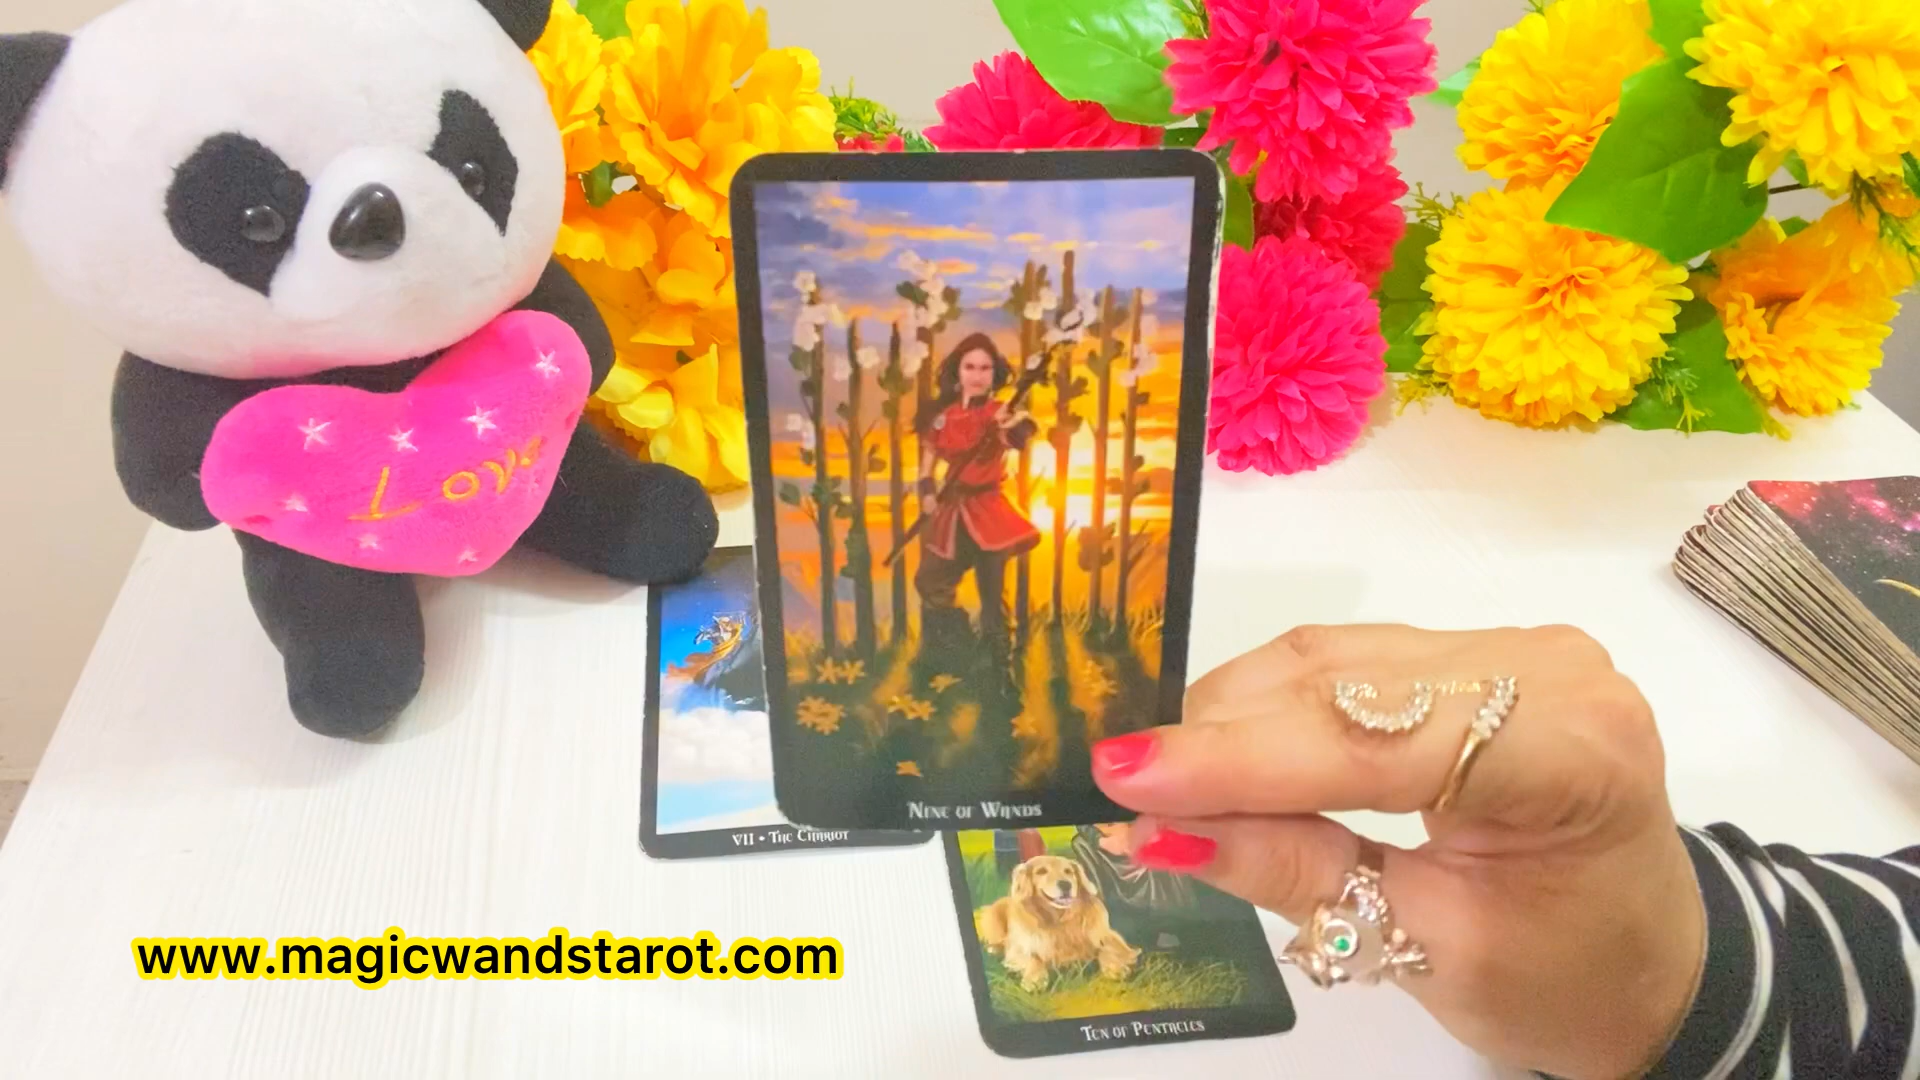 Love
NINE OF WANDS
VII • THE CHARIOT
www.magicwandstarot.com
TEN OF PENTACLES